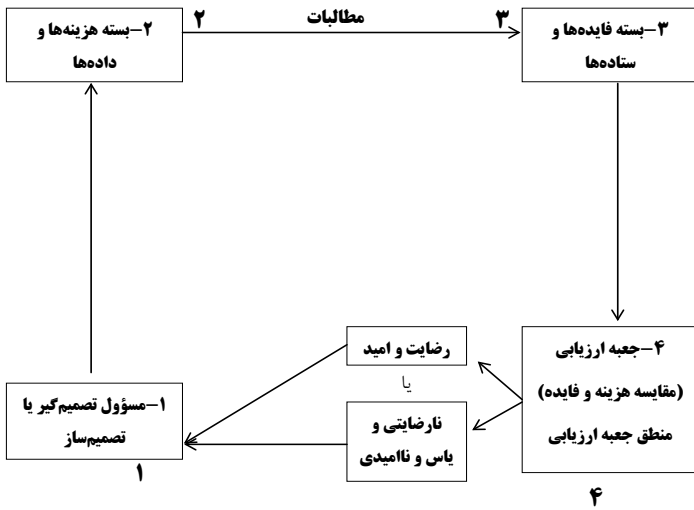 ۲–بسته هزینه‌ها و
داده‌ها
۲
مطالبات
۳
۳–بسته فایده‌ها و
ستاده‌ها
۴–جعبه ارزیابی
(مقایسه هزینه و فایده)
منطق جعبه ارزیابی
۴
رضایت و امید
یا
نارضایتی و
یاس و ناامیدی
۱–مسؤول تصمیم‌گیر یا
تصمیم‌ساز
۱